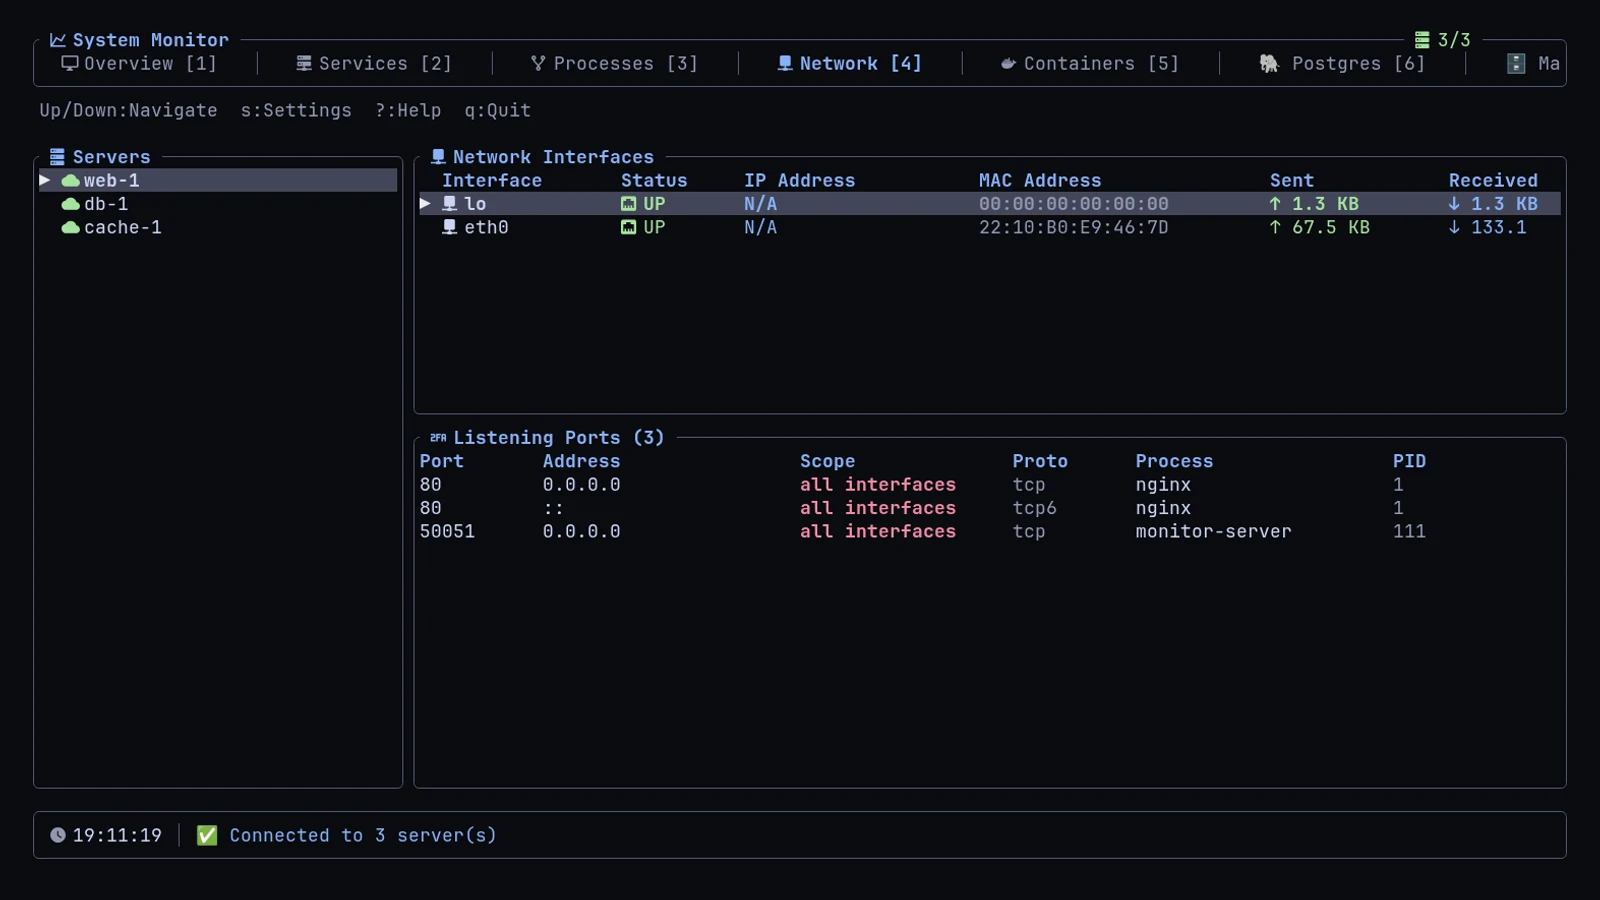 System Monitor 3/3
Overview [1] Services [2] Processes [3] Network [4] Containers [5] Postgres [6] Ma
Up/Down:Navigate s:Settings ?:Help q:Quit
Servers
web-1
db-1
cache-1
Network Interfaces
Interface Status IP Address MAC Address Sent Received
lo UP N/A 00:00:00:00:00:00 ↑ 1.3 KB ↓ 1.3 KB
eth0 UP N/A 22:10:B0:E9:46:7D ↑ 67.5 KB ↓ 133.1
2FA Listening Ports (3)
Port Address Scope Proto Process PID
80 0.0.0.0 all interfaces tcp nginx 1
80 :: all interfaces tcp6 nginx 1
50051 0.0.0.0 all interfaces tcp monitor-server 111
19:11:19 Connected to 3 server(s)